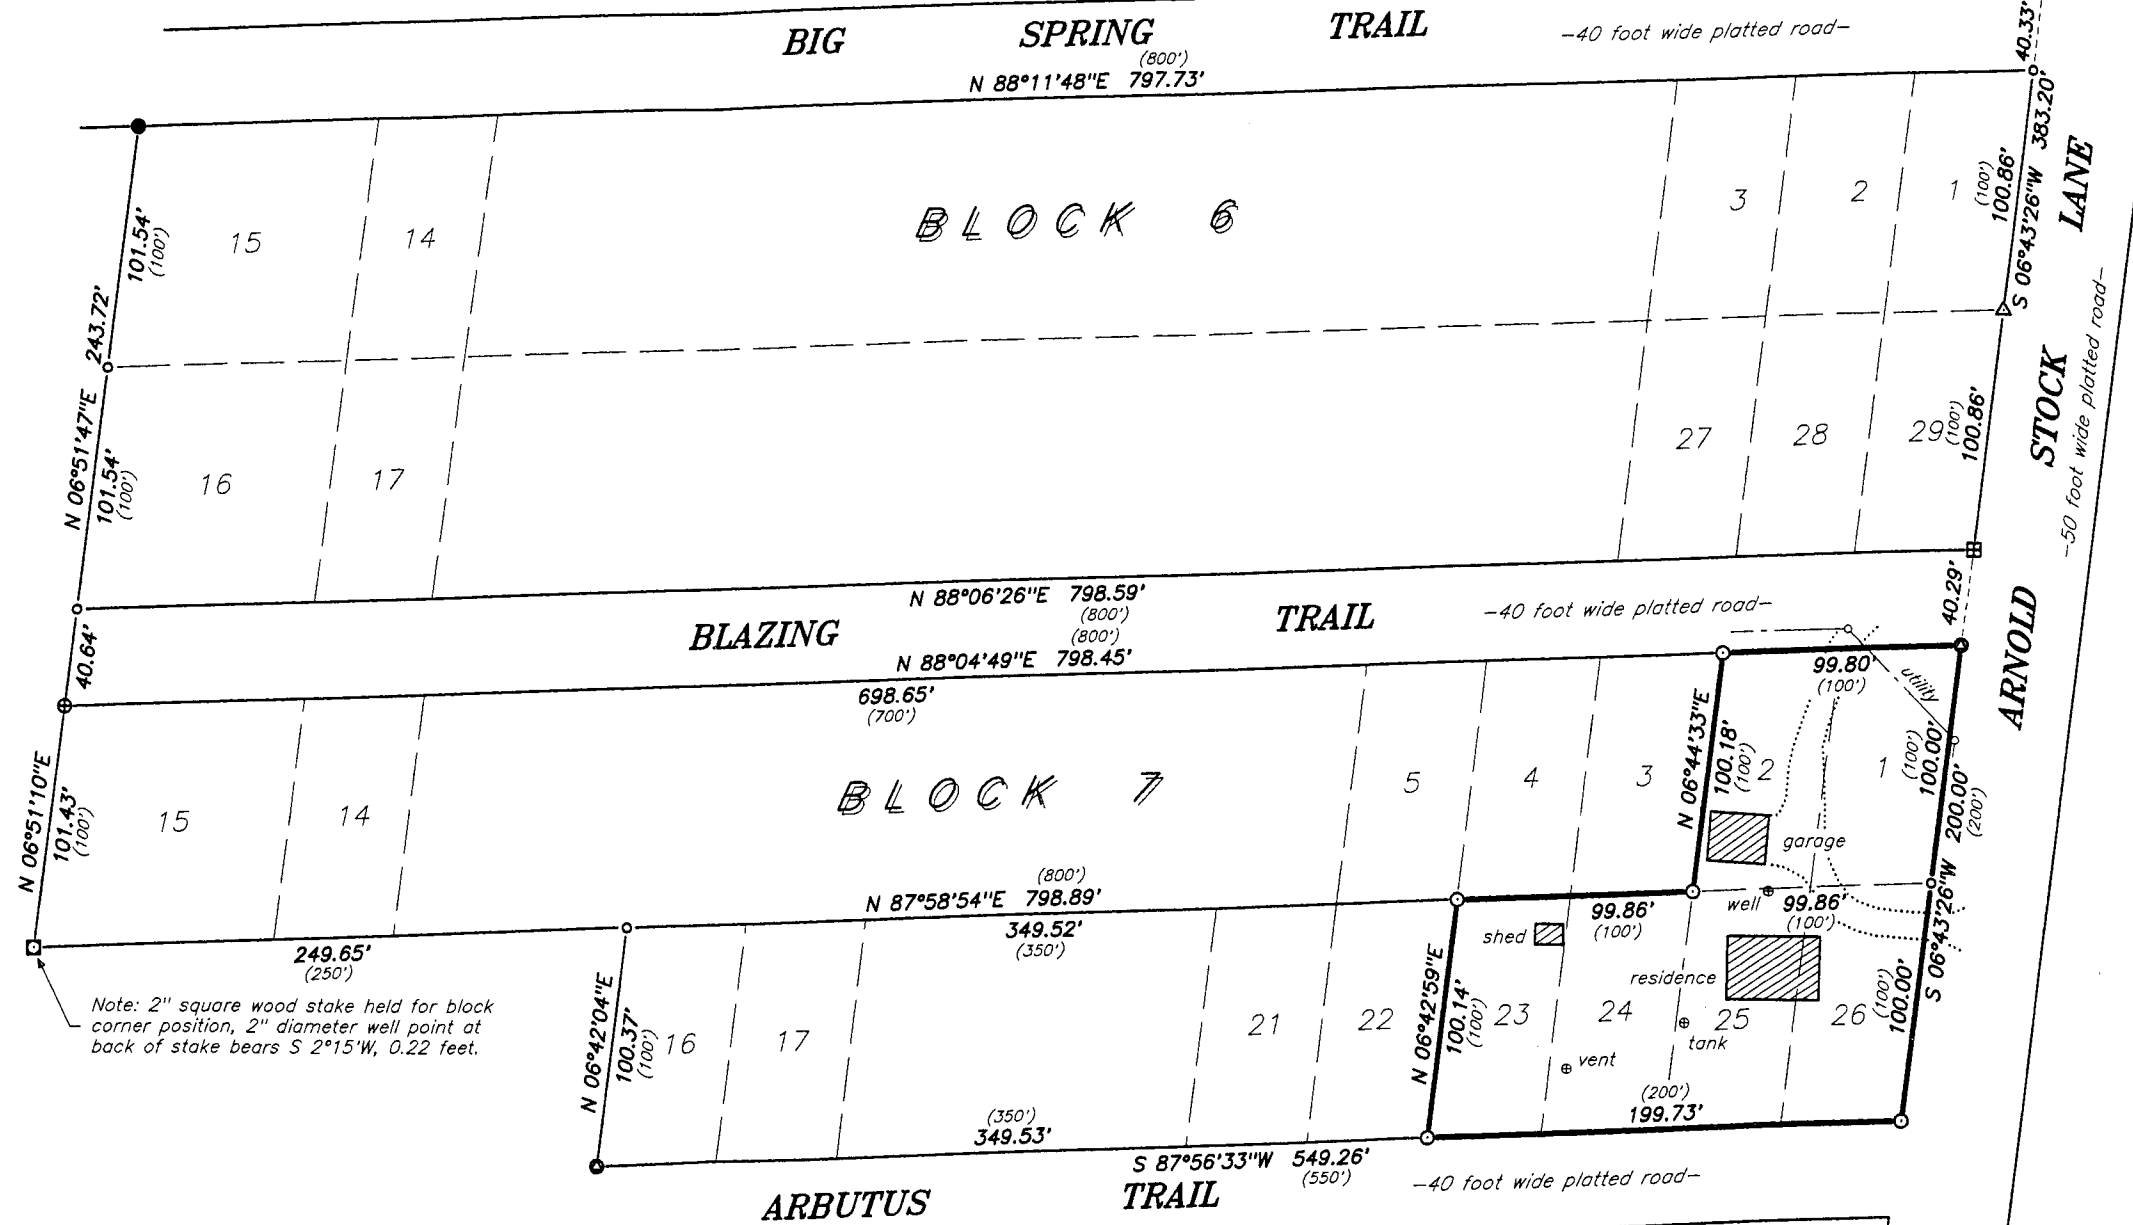 BIG SPRING TRAIL
-40 foot wide platted road-
40.33'
(800')
N 88°11'48"E 797.73'
S 06°43'26"W 383.20'
LANE
15
14
BLOCK 6
3
2
1
(100')
100.86'
101.54'
(100')
243.72'
N 06°51'47"E
101.54'
(100')
16
17
27
28
29
(100')
100.86'
STOCK
-50 foot wide platted road-
N 88°06'26"E 798.59'
(800')
BLAZING TRAIL
-40 foot wide platted road-
40.29'
ARNOLD
40.64'
(800')
N 88°04'49"E 798.45'
698.65'
(700')
99.80'
(100')
utility
N 06°51'10"E
101.43'
(100')
15
14
BLOCK 7
5
4
3
N 06°44'33"E
100.18'
(100')
2
1
(100')
100.00'
200.00'
(200')
S 06°43'26"W
garage
(800')
N 87°58'54"E 798.89'
249.65'
(250')
349.52'
(350')
99.86'
(100')
well
99.86'
(100')
shed
residence
Note: 2" square wood stake held for block
corner position, 2" diameter well point at
back of stake bears S 2°15'W, 0.22 feet.
N 06°42'04"E
100.37'
(100')
16
17
21
22
N 06°42'59"E
100.14'
(100')
23
24
25
26
(100')
100.00'
tank
vent
(350')
349.53'
(200')
199.73'
S 87°56'33"W 549.26'
(550')
-40 foot wide platted road-
ARBUTUS TRAIL